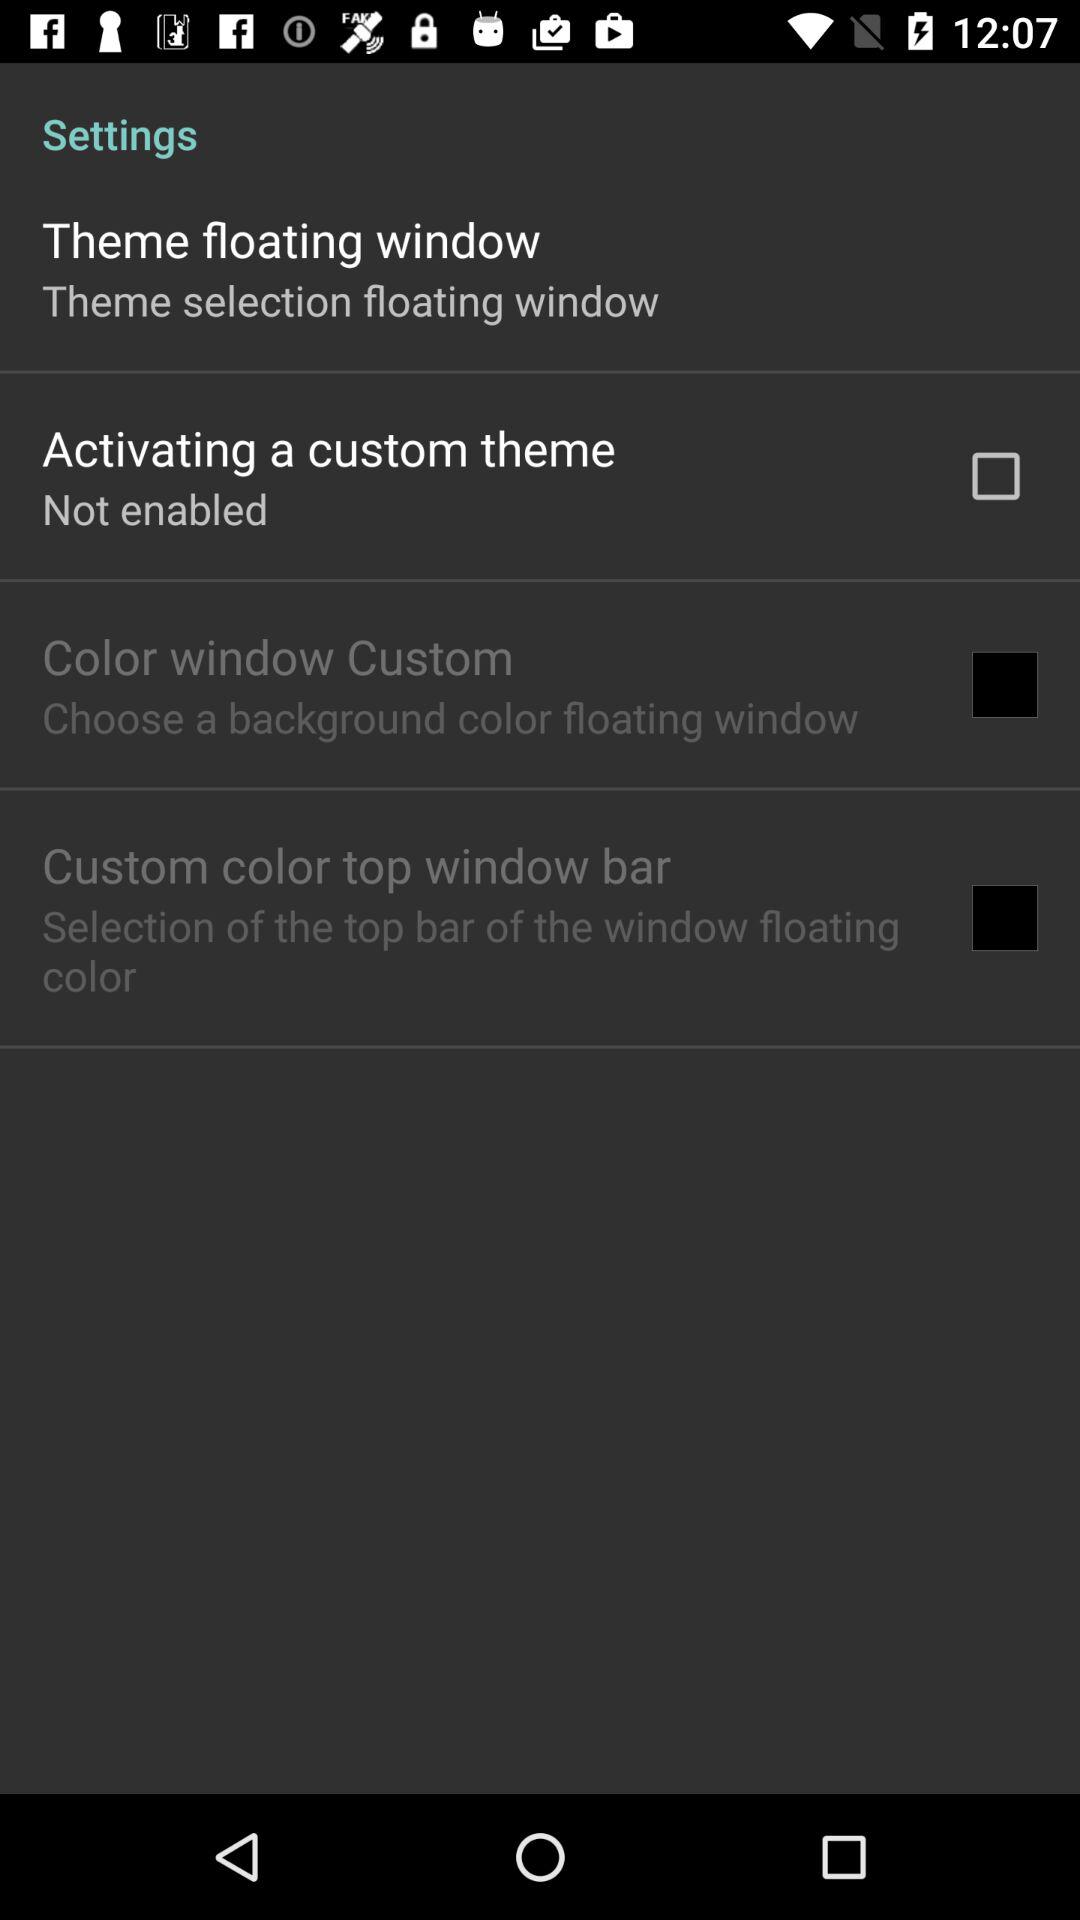 FAKE
12:07
Settings
Theme floating window
Theme selection floating window
Activating a custom theme
Not enabled
Color window Custom
Choose a background color floating window
Custom color top window bar
Selection of the top bar of the window floating
color